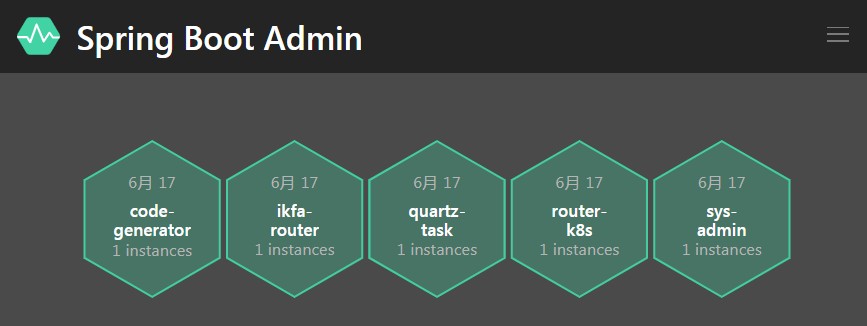 Spring Boot Admin
6月 17
code-
generator
1 instances
6月 17
ikfa-
router
1 instances
6月 17
quartz-
task
1 instances
6月 17
router-
k8s
1 instances
6月 17
sys-
admin
1 instances